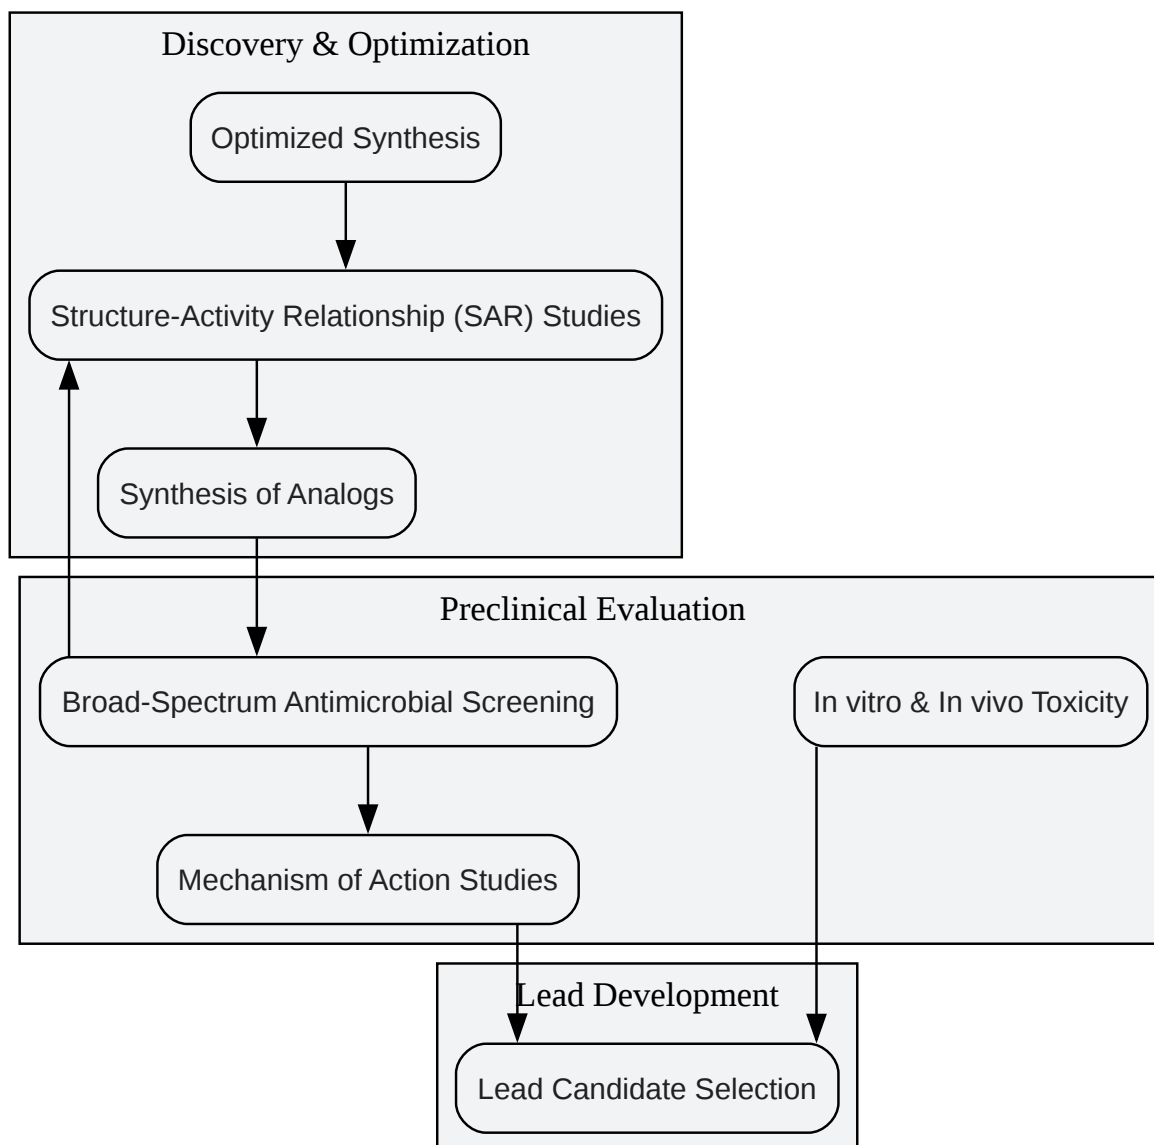 Discovery & Optimization
Optimized Synthesis
Structure-Activity Relationship (SAR) Studies
Synthesis of Analogs
Preclinical Evaluation
Broad-Spectrum Antimicrobial Screening
In vitro & In vivo Toxicity
Mechanism of Action Studies
Lead Development
Lead Candidate Selection